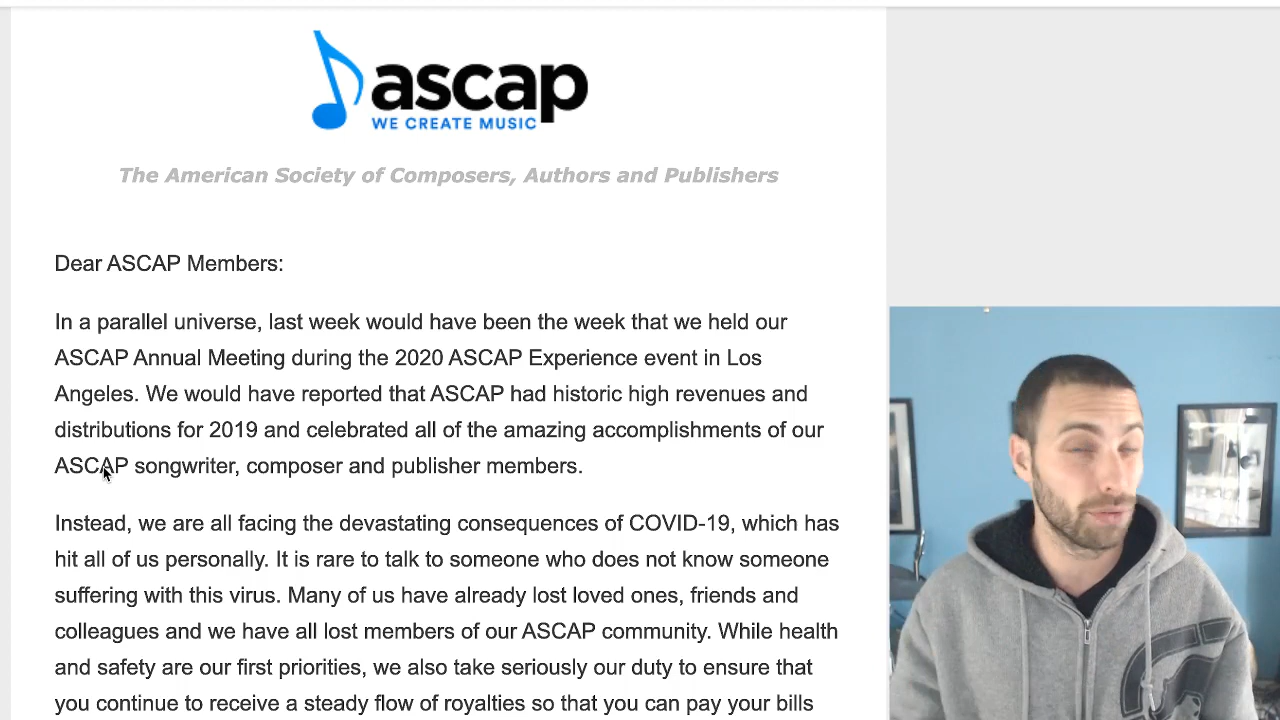 ascap
WE CREATE MUSIC
The American Society of Composers, Authors and Publishers
Dear ASCAP Members:
In a parallel universe, last week would have been the week that we held our
ASCAP Annual Meeting during the 2020 ASCAP Experience event in Los
Angeles. We would have reported that ASCAP had historic high revenues and
distributions for 2019 and celebrated all of the amazing accomplishments of our
ASCAP songwriter, composer and publisher members.
Instead, we are all facing the devastating consequences of COVID-19, which has
hit all of us personally. It is rare to talk to someone who does not know someone
suffering with this virus. Many of us have already lost loved ones, friends and
colleagues and we have all lost members of our ASCAP community. While health
and safety are our first priorities, we also take seriously our duty to ensure that
you continue to receive a steady flow of royalties so that you can pay your bills